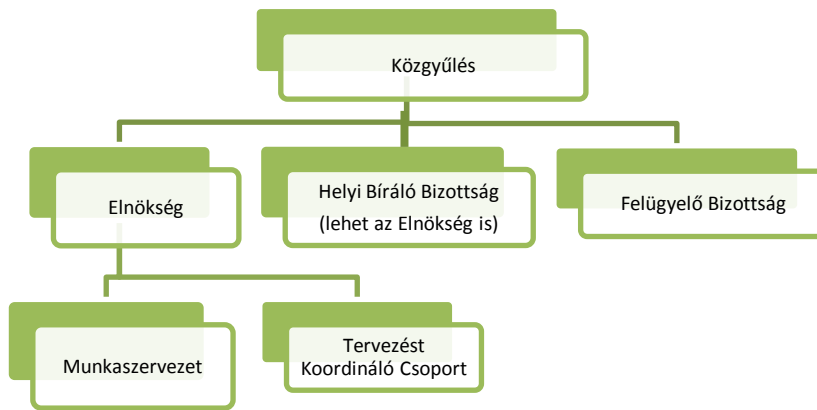 Közgyűlés
Elnökség
Helyi Bíráló Bizottság
(lehet az Elnökség is)
Felügyelő Bizottság
Munkaszervezet
Tervezést
Koordináló Csoport